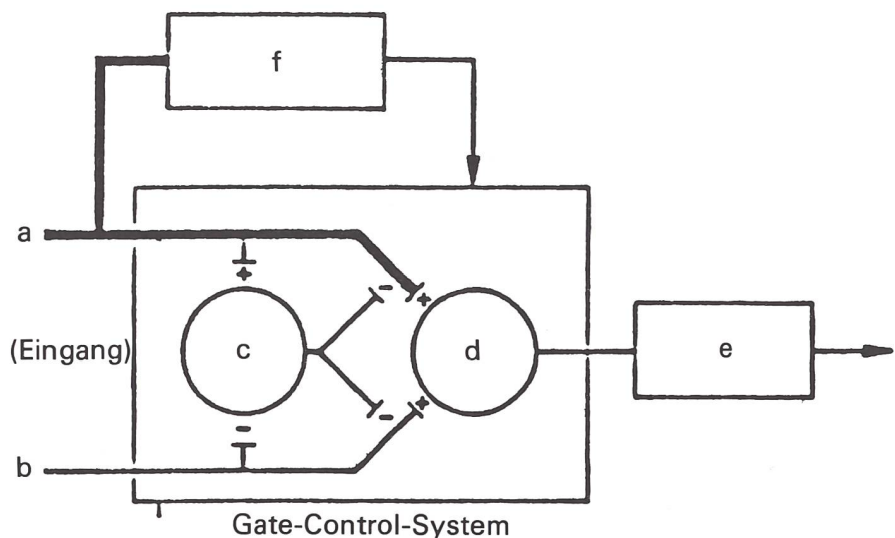 f
a
+
- +
(Eingang)
c
d
e
-
- +
b
Gate-Control-System